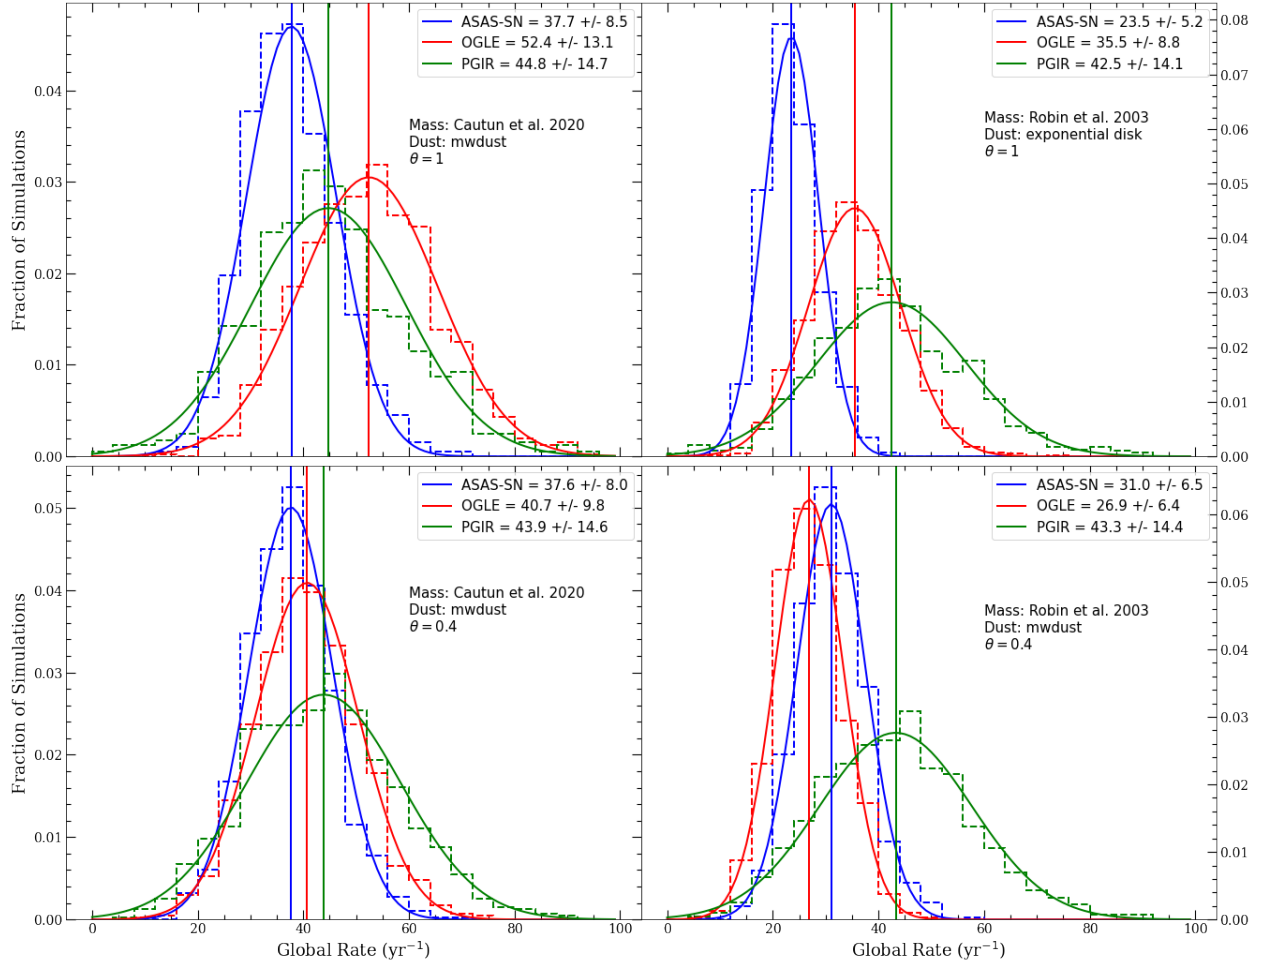 ASAS-SN = 37.7 +/- 8.5
OGLE = 52.4 +/- 13.1
PGIR = 44.8 +/- 14.7
Mass: Cautun et al. 2020
Dust: mwdust
θ = 1
Fraction of Simulations
0.04
0.03
0.02
0.01
0.00
ASAS-SN = 23.5 +/- 5.2
OGLE = 35.5 +/- 8.8
PGIR = 42.5 +/- 14.1
Mass: Robin et al. 2003
Dust: exponential disk
θ = 1
0.08
0.07
0.06
0.05
0.04
0.03
0.02
0.01
0.00
ASAS-SN = 37.6 +/- 8.0
OGLE = 40.7 +/- 9.8
PGIR = 43.9 +/- 14.6
Mass: Cautun et al. 2020
Dust: mwdust
θ = 0.4
Fraction of Simulations
0.05
0.04
0.03
0.02
0.01
0.00
0 20 40 60 80 100
Global Rate (yr⁻¹)
ASAS-SN = 31.0 +/- 6.5
OGLE = 26.9 +/- 6.4
PGIR = 43.3 +/- 14.4
Mass: Robin et al. 2003
Dust: mwdust
θ = 0.4
0.06
0.05
0.04
0.03
0.02
0.01
0.00
0 20 40 60 80 100
Global Rate (yr⁻¹)